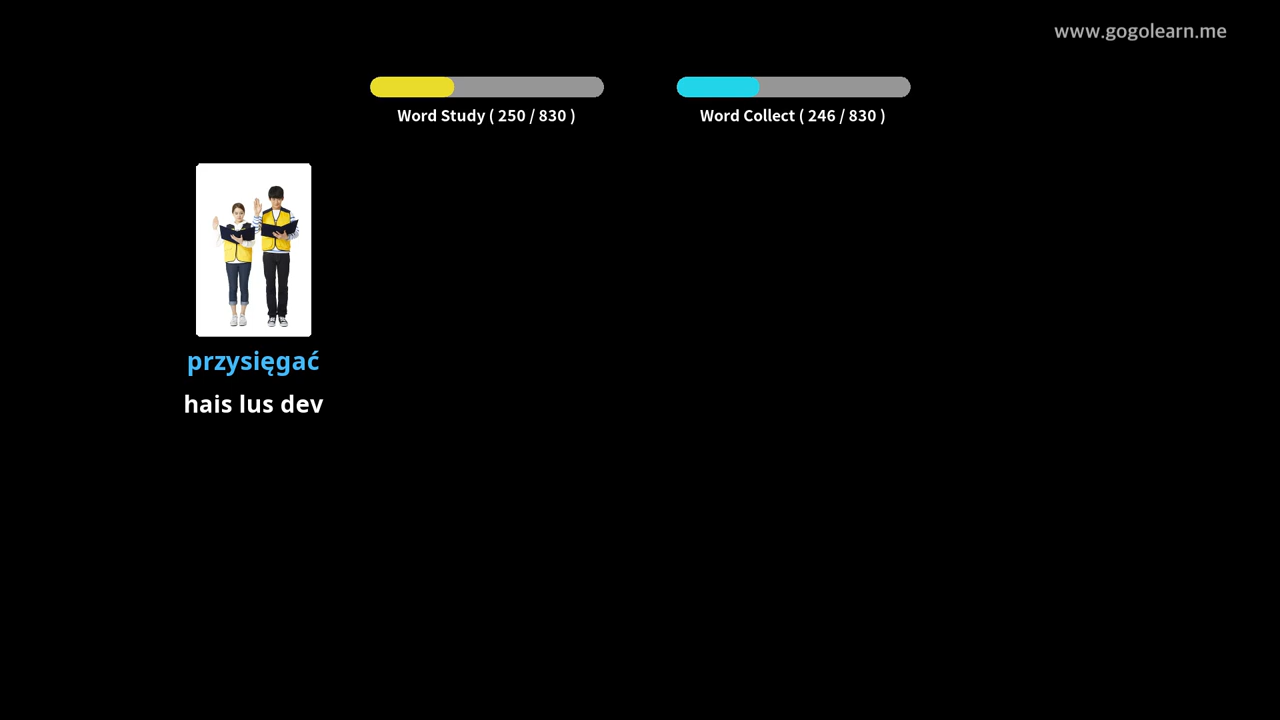 www.gogolearn.me
Word Study ( 250 / 830 )
Word Collect ( 246 / 830 )
przysięgać
hais lus dev